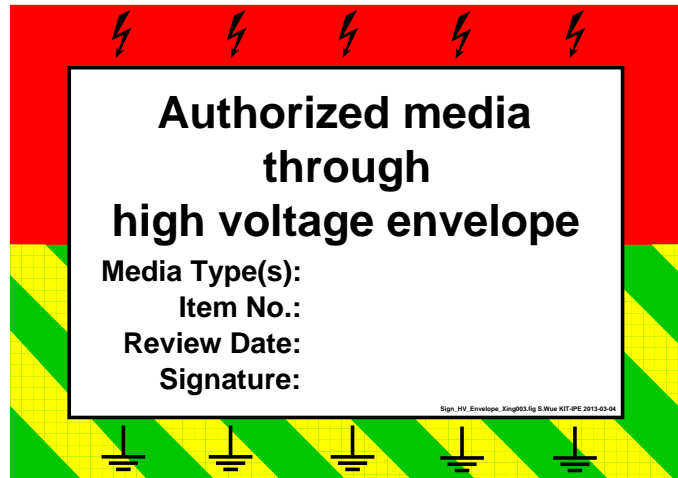 Authorized media
through
high voltage envelope
Media Type(s):
Item No.:
Review Date:
Signature:
Sign_HV_Envelope_Xing003.fig S.Wue KIT-IPE 2013-03-04